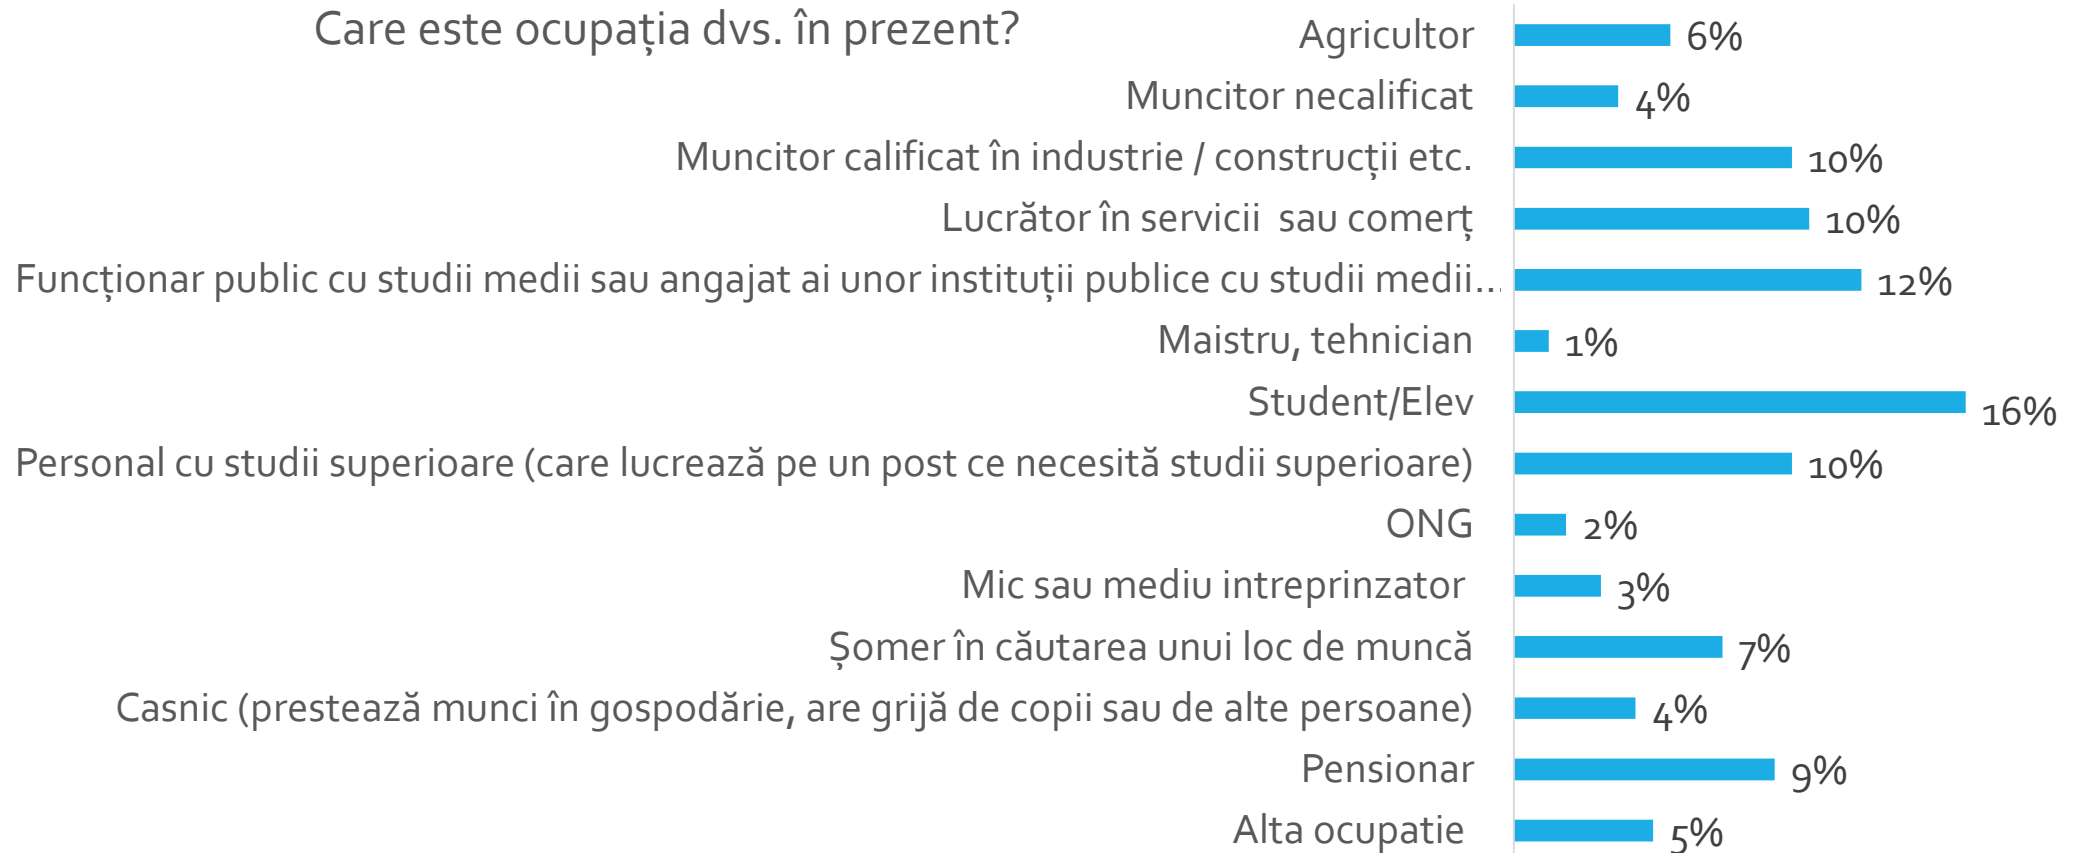 Care este ocupația dvs. în prezent?
Agricultor 6%
Muncitor necalificat 4%
Muncitor calificat în industrie / construcții etc. 10%
Lucrător în servicii  sau comerț 10%
Funcționar public cu studii medii sau angajat ai unor instituții publice cu studii medii... 12%
Maistru, tehnician 1%
Student/Elev 16%
Personal cu studii superioare (care lucrează pe un post ce necesită studii superioare) 10%
ONG 2%
Mic sau mediu intreprinzator 3%
Șomer în căutarea unui loc de muncă 7%
Casnic (prestează munci în gospodărie, are grijă de copii sau de alte persoane) 4%
Pensionar 9%
Alta ocupatie 5%